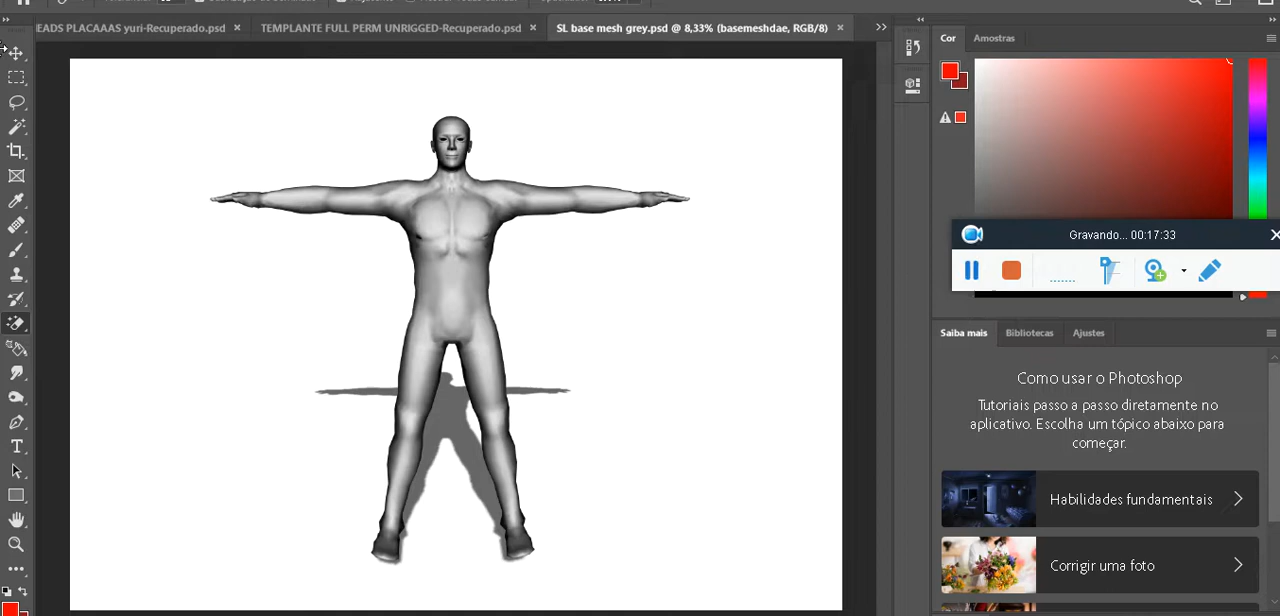 EADS PLACAAAS yuri-Recuperado.psd × TEMPLANTE FULL PERM UNRIGGED-Recuperado.psd × SL base mesh grey.psd @ 8,33% (basemeshdae, RGB/8) ×
Cor Amostras
Gravando... 00:17:33
Saiba mais Bibliotecas Ajustes
Como usar o Photoshop
Tutoriais passo a passo diretamente no
aplicativo. Escolha um tópico abaixo para
começar.
Habilidades fundamentais
Corrigir uma foto